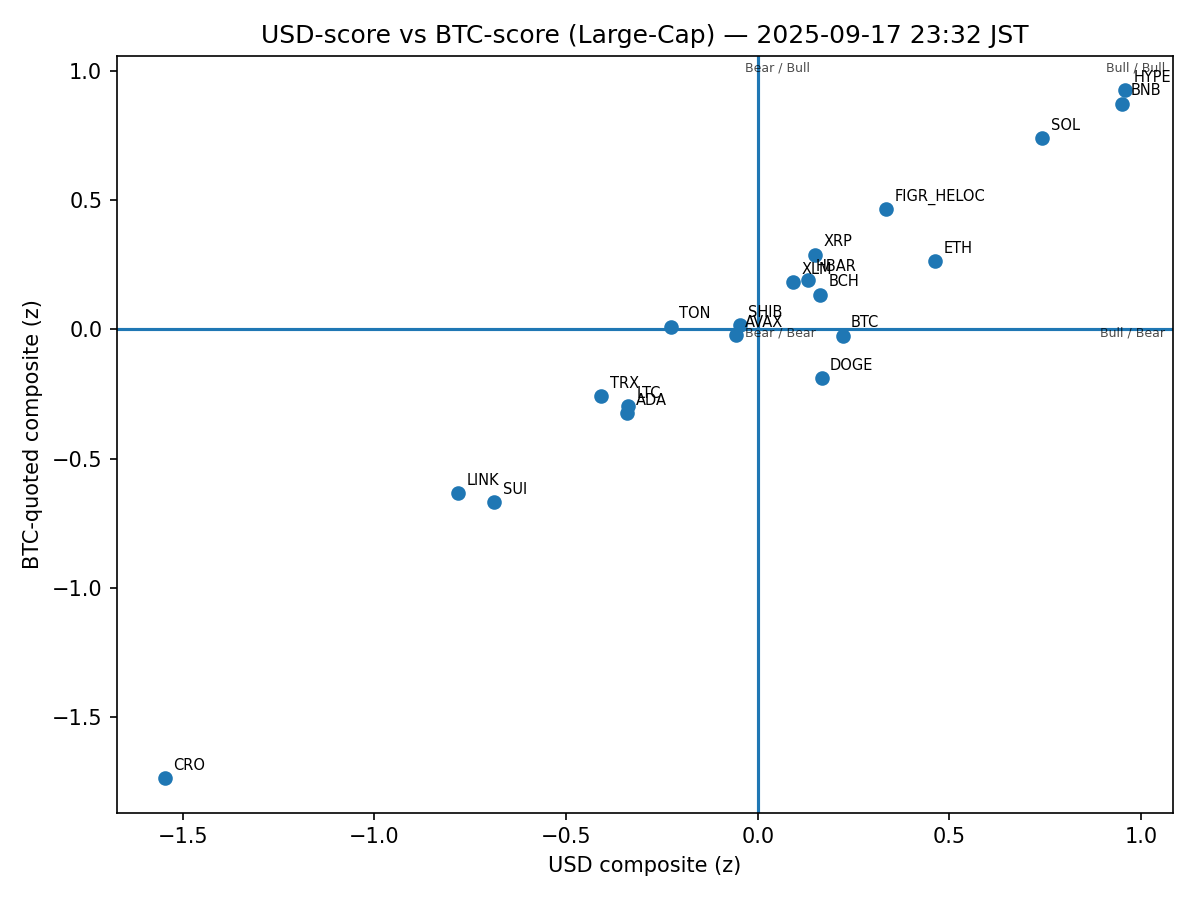 USD-score vs BTC-score (Large-Cap) — 2025-09-17 23:32 JST
Bear / Bull
Bull / Bull
HYPE
BNB
SOL
FIGR_HELOC
XRP
ETH
XLM
HBAR
BCH
TON
SHIB
AVAX
BTC
Bear / Bear
Bull / Bear
DOGE
TRX
LTC
ADA
LINK
SUI
CRO
1.0
0.5
0.0
−0.5
−1.0
−1.5
BTC-quoted composite (z)
−1.5
−1.0
−0.5
0.0
0.5
1.0
USD composite (z)